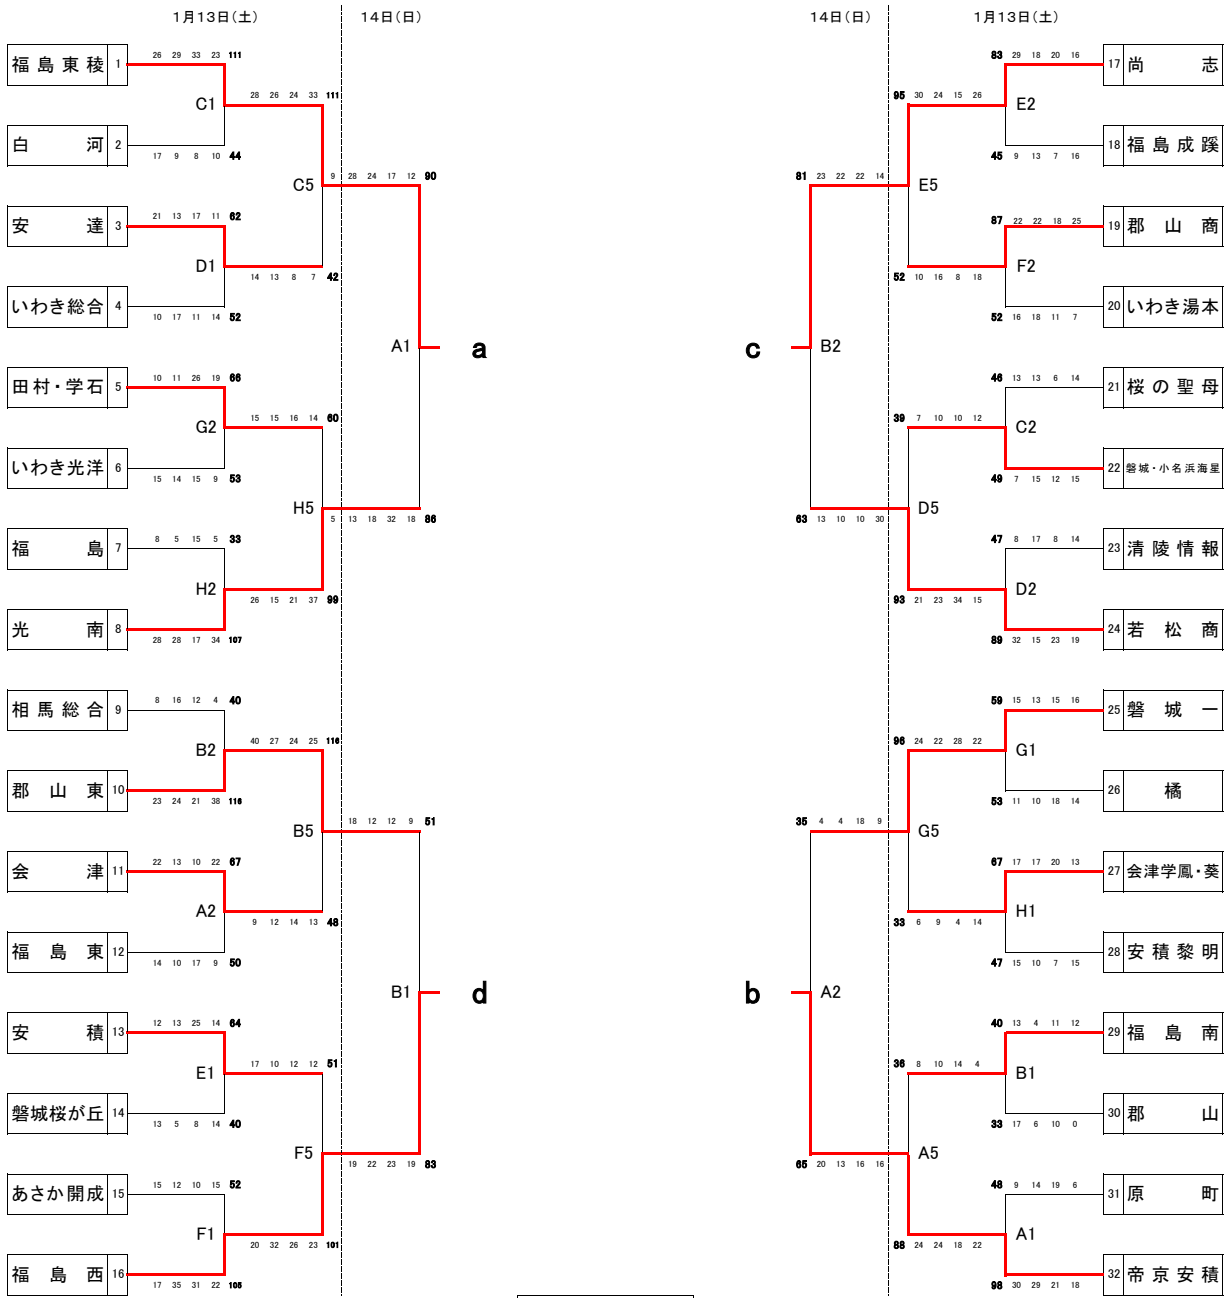 1月13日(土) 14日(日) 14日(日) 1月13日(土)
福島東稜 1 26 29 33 23 111
C1
28 26 24 33 111
白河 2 17 9 8 10 44
C5
9 28 24 17 12 90
安達 3 21 13 17 11 62
D1
14 13 8 7 42
いわき総合 4 10 17 11 14 52
A1 a
田村・学石 5 10 11 26 19 66
G2
15 15 16 14 60
いわき光洋 6 15 14 15 9 53
H5
5 13 18 32 18 86
福島 7 8 5 15 5 33
H2
26 15 21 37 99
光南 8 28 28 17 34 107
相馬総合 9 8 16 12 4 40
B2
40 27 24 25 116
郡山東 10 23 24 21 38 116
B5
18 12 12 9 51
会津 11 22 13 10 22 67
A2
9 12 14 13 48
福島東 12 14 10 17 9 50
B1 d
安積 13 12 13 25 14 64
E1
17 10 12 12 51
磐城桜が丘 14 13 5 8 14 40
F5
19 22 23 19 83
あさか開成 15 15 12 10 15 52
F1
20 32 26 23 101
福島西 16 17 35 31 22 105
83 29 18 20 16 17 尚志
E2
95 30 24 15 26
45 9 13 7 16 18 福島成蹊
E5
81 23 22 22 14
87 22 22 18 25 19 郡山商
F2
52 10 16 8 18
52 16 18 11 7 20 いわき湯本
c B2
46 13 13 6 14 21 桜の聖母
C2
39 7 10 10 12
49 7 15 12 15 22 磐城・小名浜海星
D5
63 13 10 10 30
47 8 17 8 14 23 清陵情報
D2
93 21 23 34 15
89 32 15 23 19 24 若松商
59 15 13 15 16 25 磐城一
G1
96 24 22 28 22
53 11 10 18 14 26 橘
G5
35 4 4 18 9
67 17 17 20 13 27 会津学鳳・葵
H1
33 6 9 4 14
47 15 10 7 15 28 安積黎明
b A2
40 13 4 11 12 29 福島南
B1
36 8 10 14 4
33 17 6 10 0 30 郡山
A5
65 20 13 16 16
48 9 14 19 6 31 原町
A1
88 24 24 18 22
98 30 29 21 18 32 帝京安積